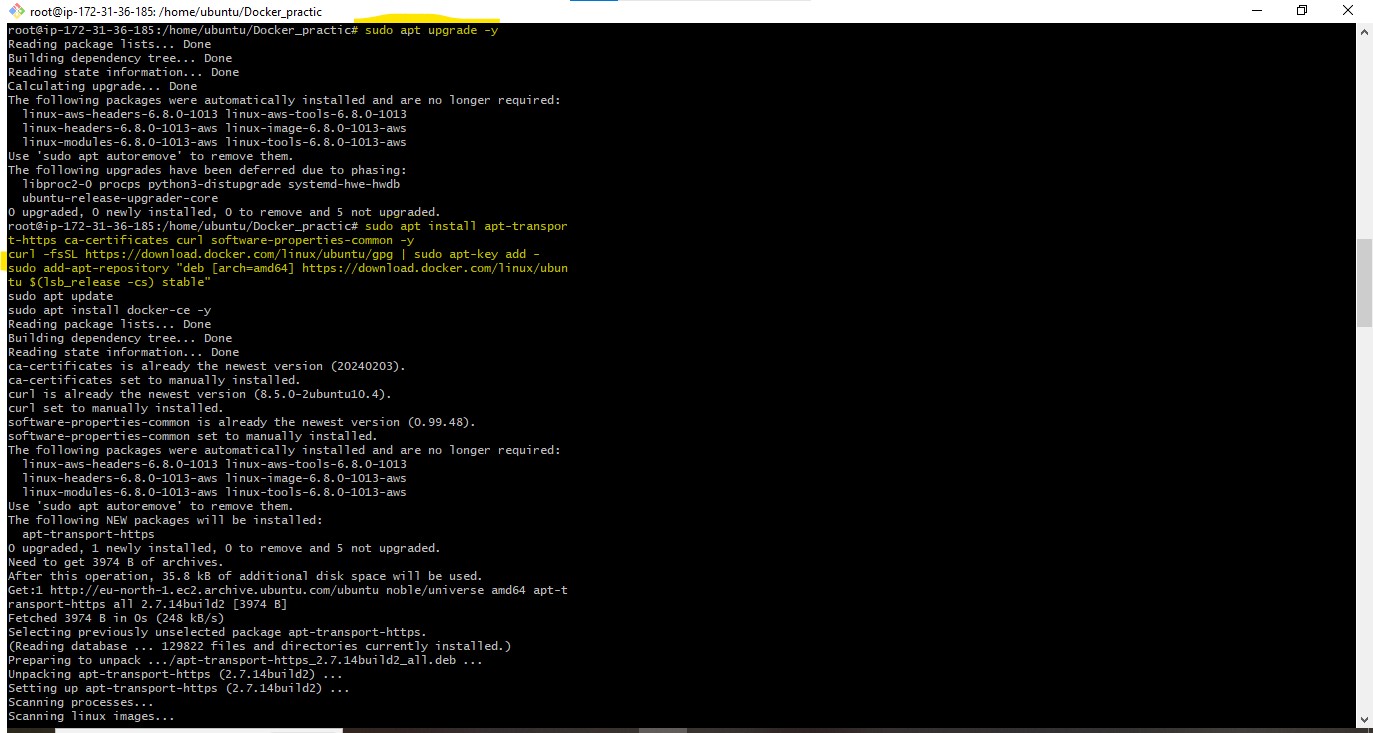 root@ip-172-31-36-185: /home/ubuntu/Docker_practic
root@ip-172-31-36-185:/home/ubuntu/Docker_practic# sudo apt upgrade -y
Reading package lists... Done
Building dependency tree... Done
Reading state information... Done
Calculating upgrade... Done
The following packages were automatically installed and are no longer required:
  linux-aws-headers-6.8.0-1013 linux-aws-tools-6.8.0-1013
  linux-headers-6.8.0-1013-aws linux-image-6.8.0-1013-aws
  linux-modules-6.8.0-1013-aws linux-tools-6.8.0-1013-aws
Use 'sudo apt autoremove' to remove them.
The following upgrades have been deferred due to phasing:
  libproc2-0 procps python3-distupgrade systemd-hwe-hwdb
  ubuntu-release-upgrader-core
0 upgraded, 0 newly installed, 0 to remove and 5 not upgraded.
root@ip-172-31-36-185:/home/ubuntu/Docker_practic# sudo apt install apt-transpor
t-https ca-certificates curl software-properties-common -y
curl -fsSL https://download.docker.com/linux/ubuntu/gpg | sudo apt-key add -
sudo add-apt-repository "deb [arch=amd64] https://download.docker.com/linux/ubun
tu $(lsb_release -cs) stable"
sudo apt update
sudo apt install docker-ce -y
Reading package lists... Done
Building dependency tree... Done
Reading state information... Done
ca-certificates is already the newest version (20240203).
ca-certificates set to manually installed.
curl is already the newest version (8.5.0-2ubuntu10.4).
curl set to manually installed.
software-properties-common is already the newest version (0.99.48).
software-properties-common set to manually installed.
The following packages were automatically installed and are no longer required:
  linux-aws-headers-6.8.0-1013 linux-aws-tools-6.8.0-1013
  linux-headers-6.8.0-1013-aws linux-image-6.8.0-1013-aws
  linux-modules-6.8.0-1013-aws linux-tools-6.8.0-1013-aws
Use 'sudo apt autoremove' to remove them.
The following NEW packages will be installed:
  apt-transport-https
0 upgraded, 1 newly installed, 0 to remove and 5 not upgraded.
Need to get 3974 B of archives.
After this operation, 35.8 kB of additional disk space will be used.
Get:1 http://eu-north-1.ec2.archive.ubuntu.com/ubuntu noble/universe amd64 apt-t
ransport-https all 2.7.14build2 [3974 B]
Fetched 3974 B in 0s (248 kB/s)
Selecting previously unselected package apt-transport-https.
(Reading database ... 129822 files and directories currently installed.)
Preparing to unpack .../apt-transport-https_2.7.14build2_all.deb ...
Unpacking apt-transport-https (2.7.14build2) ...
Setting up apt-transport-https (2.7.14build2) ...
Scanning processes...
Scanning linux images...